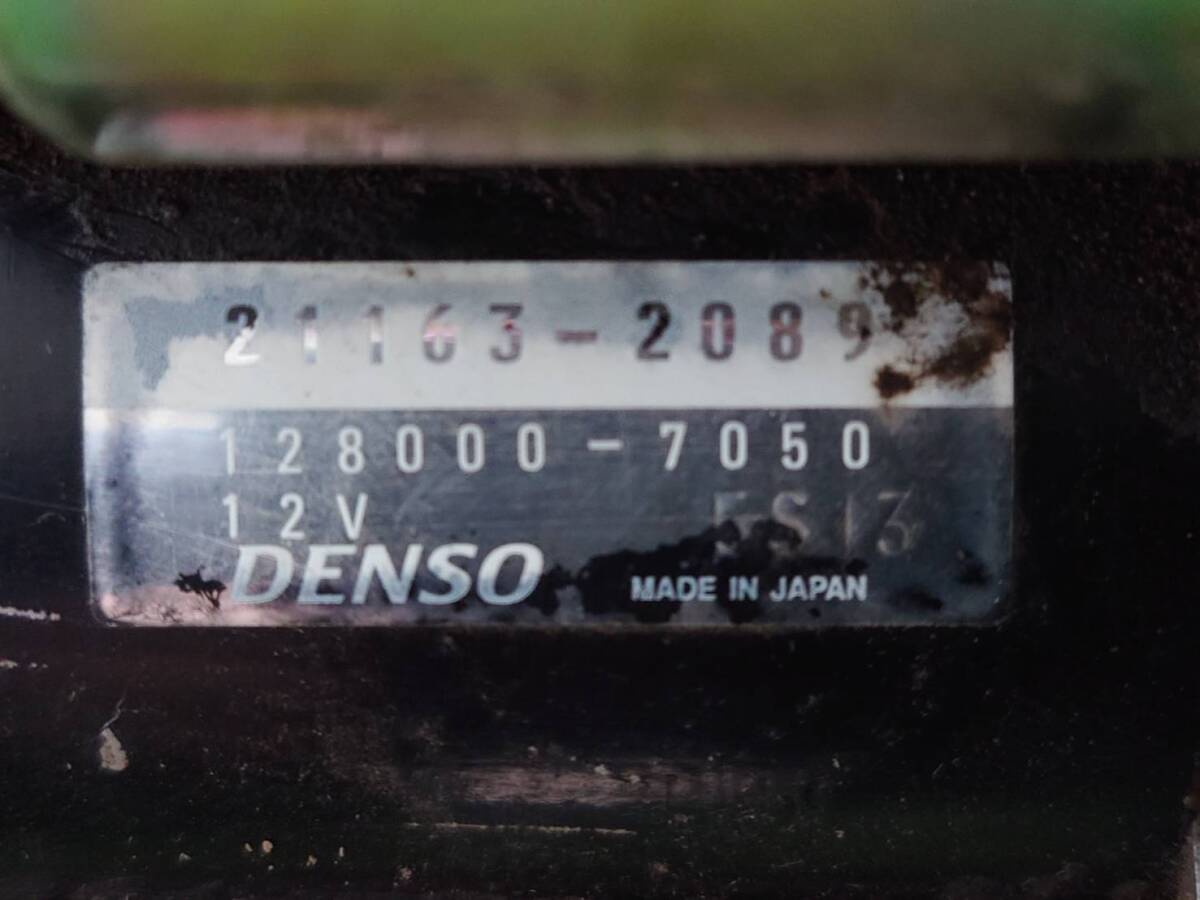 21163-2089
128000-7050
12V
DENSO MADE IN JAPAN